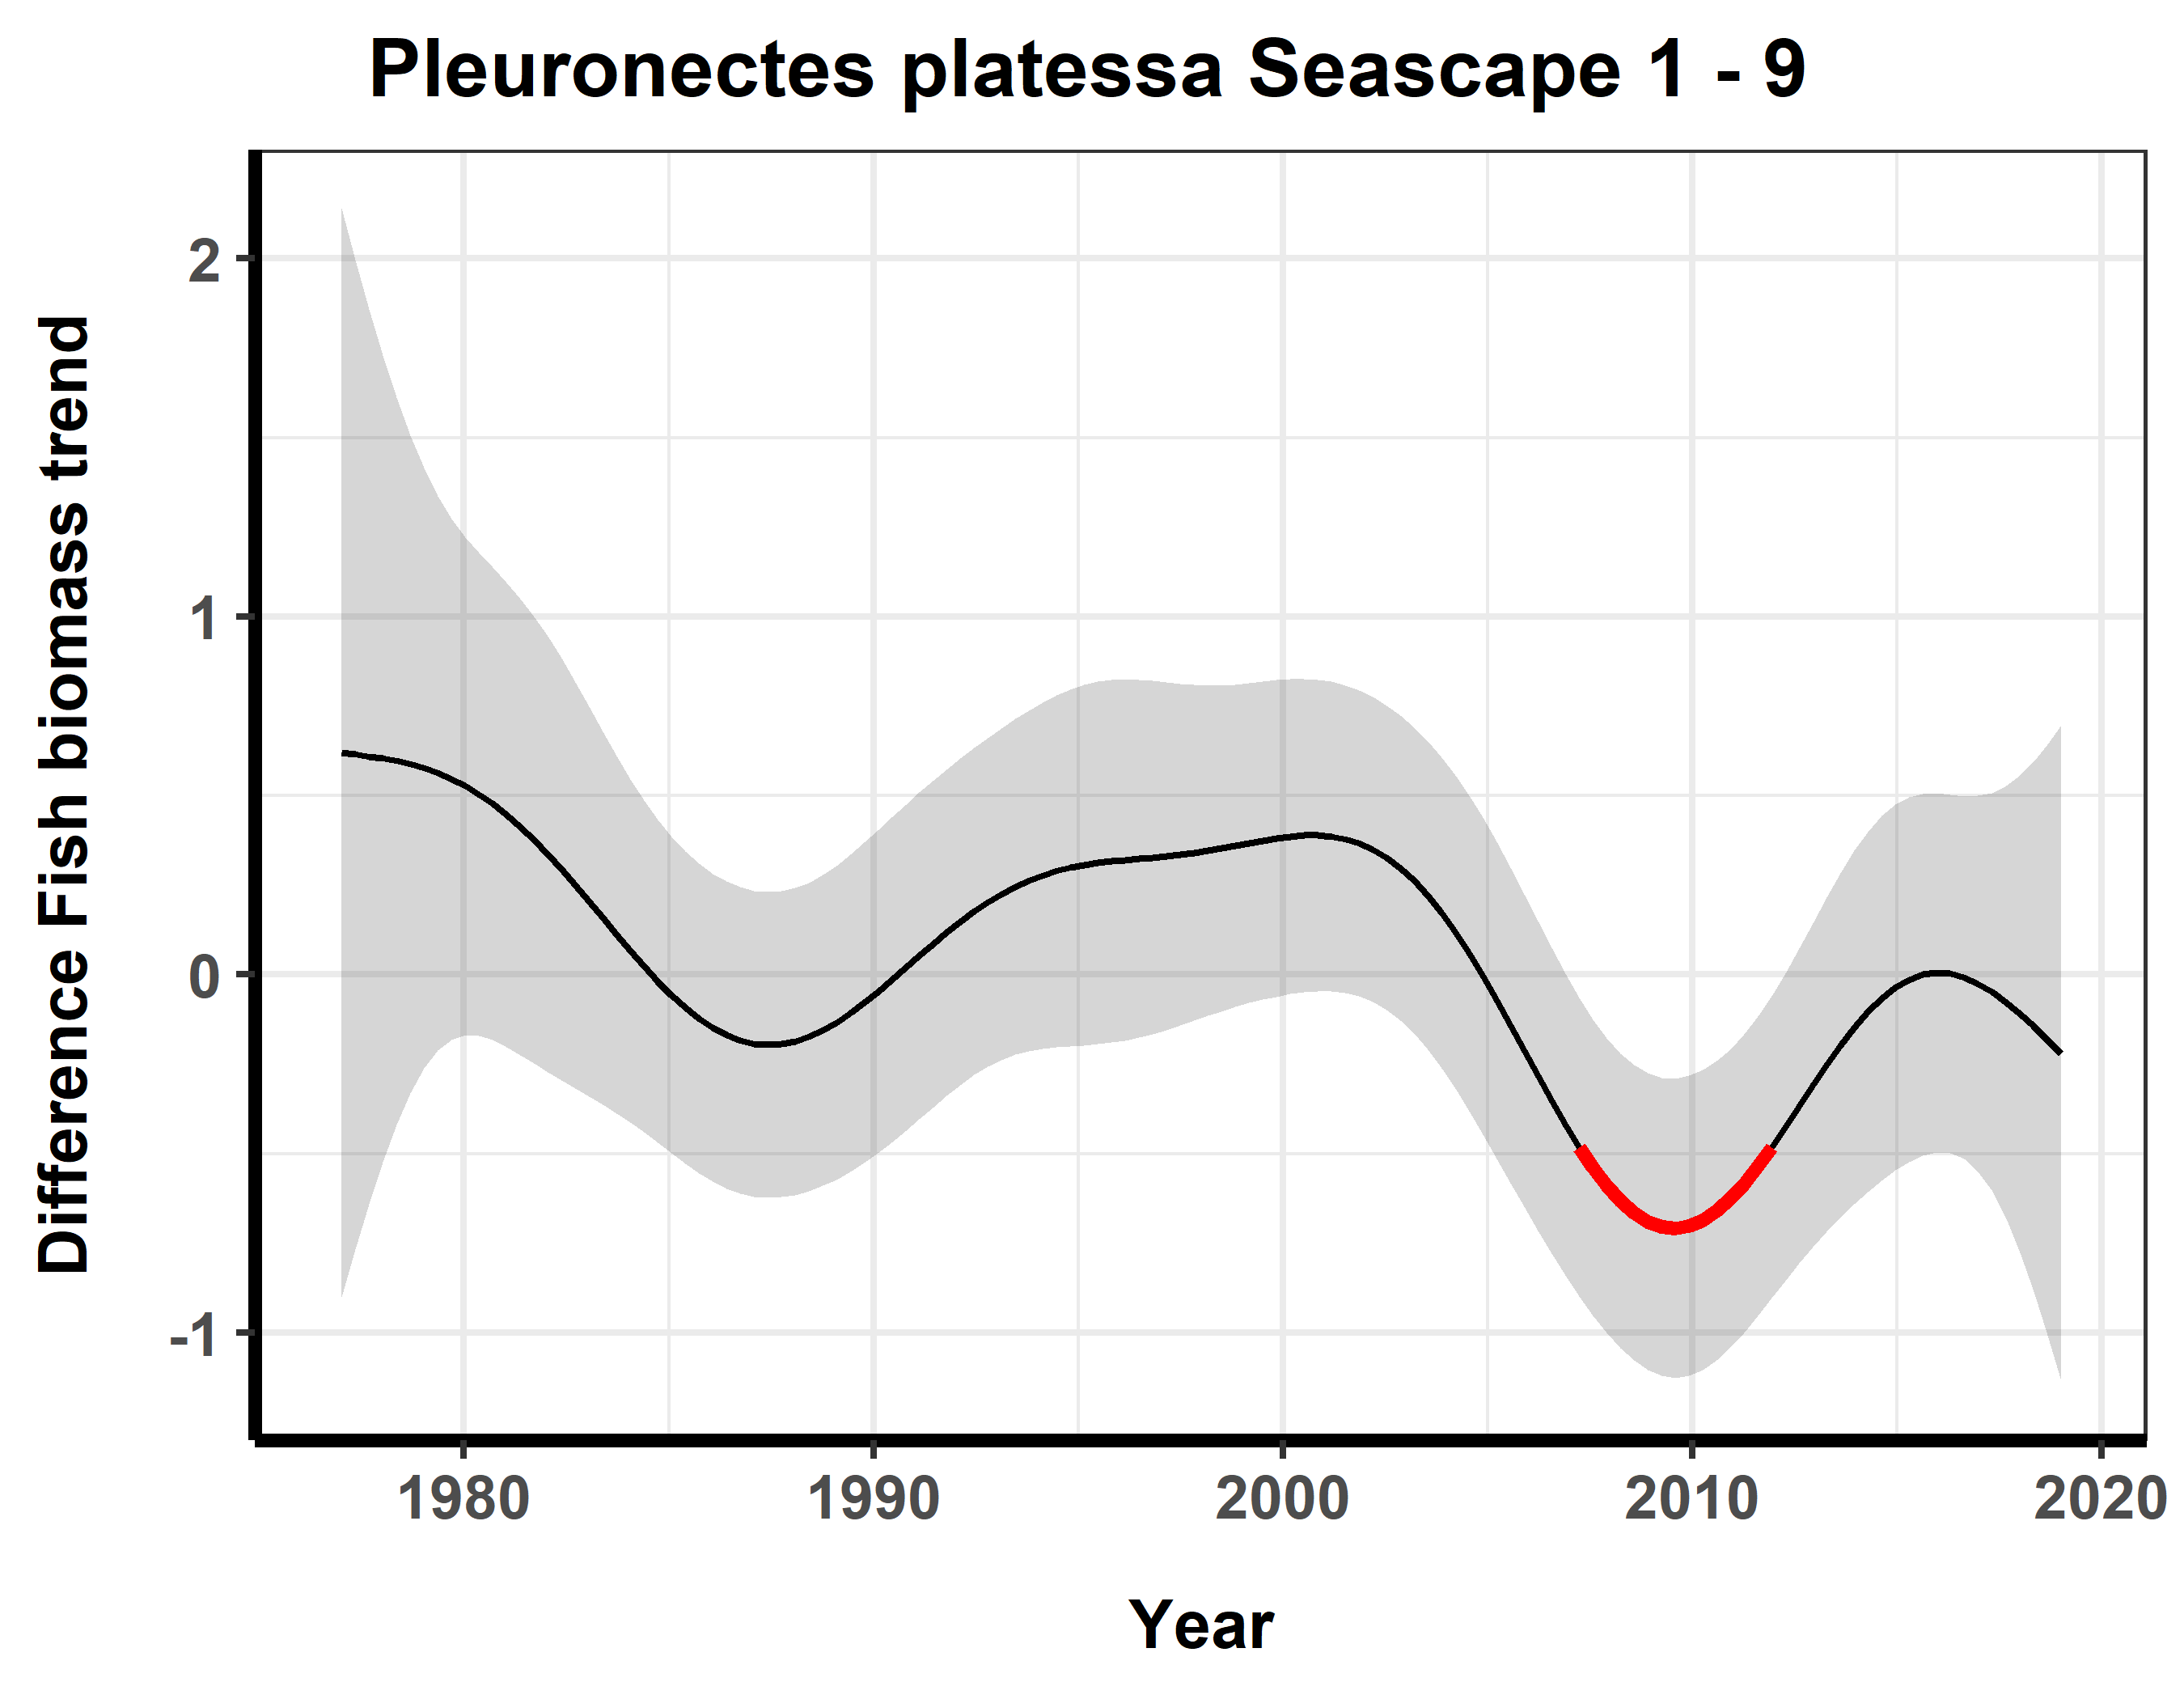 Pleuronectes platessa Seascape 1 - 9
Difference Fish biomass trend
2
1
0
-1
1980 1990 2000 2010 2020
Year